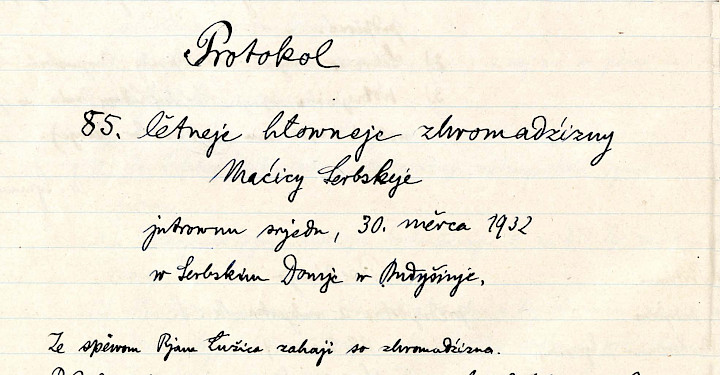 Protokol
85. lětneje hłowneje zhromadźizny
Maćicy Serbskeje
jutrownu srjedu, 30. měrca 1932
w Serbskim Domje w Budyšinje.
Ze spěwom Rjana Łužica zahaji so zhromadźizna.